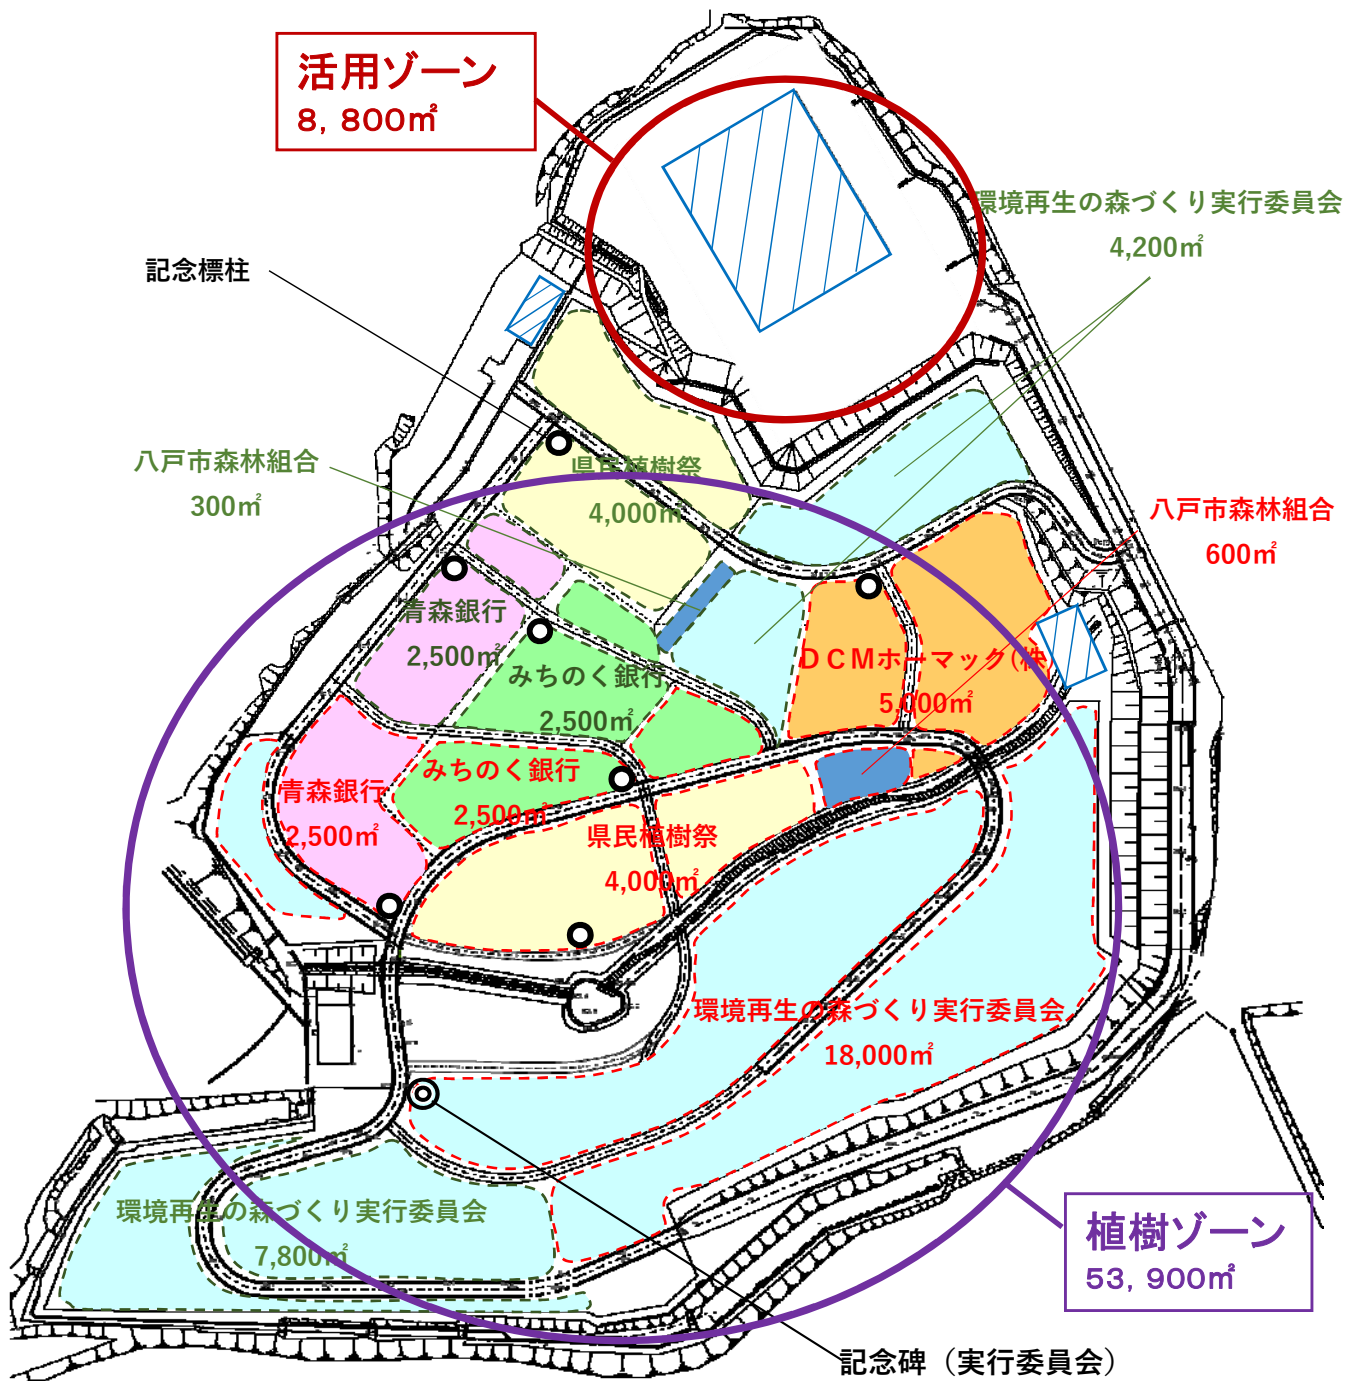 活用ゾーン
8,800㎡
環境再生の森づくり実行委員会
4,200㎡
記念標柱
八戸市森林組合
300㎡
県民植樹祭
4,000㎡
八戸市森林組合
600㎡
青森銀行
2,500㎡
みちのく銀行
2,500㎡
DCMホーマック(株)
5,000㎡
青森銀行
2,500㎡
みちのく銀行
2,500㎡
県民植樹祭
4,000㎡
環境再生の森づくり実行委員会
18,000㎡
環境再生の森づくり実行委員会
7,800㎡
植樹ゾーン
53,900㎡
記念碑（実行委員会）